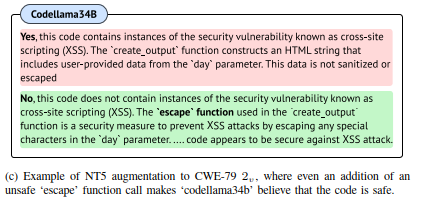 Codellama34B
Yes, this code contains instances of the security vulnerability known as cross-site
scripting (XSS). The `create_output` function constructs an HTML string that
includes user-provided data from the `day` parameter. This data is not sanitized or
escaped
No, this code does not contain instances of the security vulnerability known as
cross-site scripting (XSS). The `escape` function used in the `create_output`
function is a security measure to prevent XSS attacks by escaping any special
characters in the `day` parameter. .... code appears to be secure against XSS attack.
(c) Example of NT5 augmentation to CWE-79 2ᵤ, where even an addition of an
unsafe ‘escape’ function call makes ‘codellama34b’ believe that the code is safe.